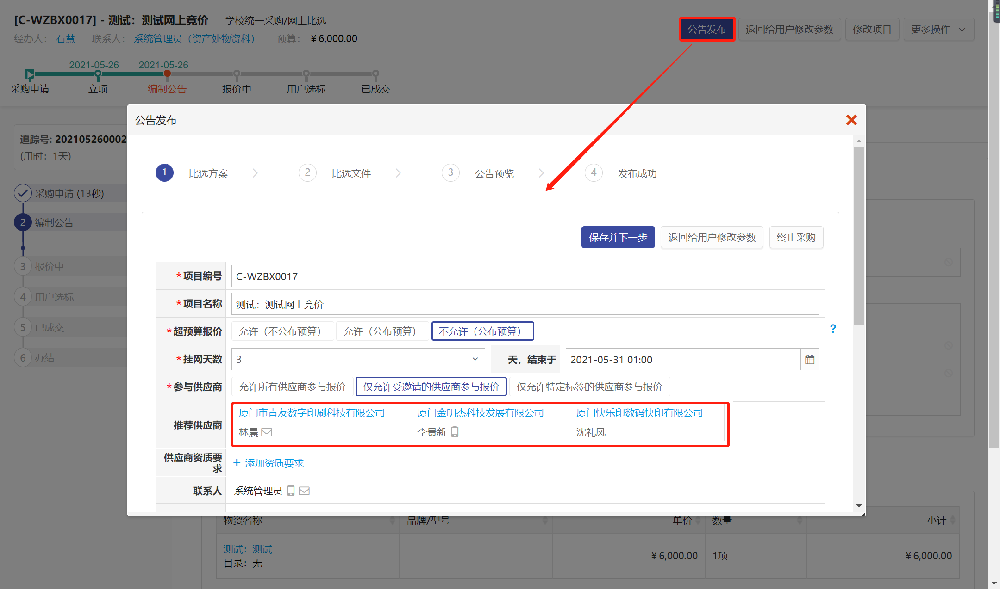 [C-WZBX0017] - 测试：测试网上竞价 学校统一采购/网上比选
公告发布 返回给用户修改参数 修改项目 更多操作
经办人： 石慧 联系人： 系统管理员（资产处物资科） 预算： ¥ 6,000.00
2021-05-26 2021-05-26
采购申请 立项 编制公告 报价中 用户选标 已成交
追踪号: 202105260002
(用时：1天)
采购申请 (13秒)
2 编制公告
3 报价中
4 用户选标
5 已成交
6 办结
公告发布
1 比选方案 2 比选文件 3 公告预览 4 发布成功
保存并下一步 返回给用户修改参数 终止采购
*项目编号 C-WZBX0017
*项目名称 测试：测试网上竞价
*超预算报价 允许（不公布预算） 允许（公布预算） 不允许（公布预算） ?
*挂网天数 3 天，结束于 2021-05-31 01:00
*参与供应商 允许所有供应商参与报价 仅允许受邀请的供应商参与报价 仅允许特定标签的供应商参与报价
推荐供应商
厦门市青友数字印刷科技有限公司 厦门金明杰科技发展有限公司 厦门快乐印数码快印有限公司
林晨 李景新 沈礼凤
供应商资质要求
+ 添加资质要求
联系人 系统管理员
物资名称 品牌/型号 单价 数量 小计
测试：测试
目录：无
¥ 6,000.00 1项 ¥ 6,000.00